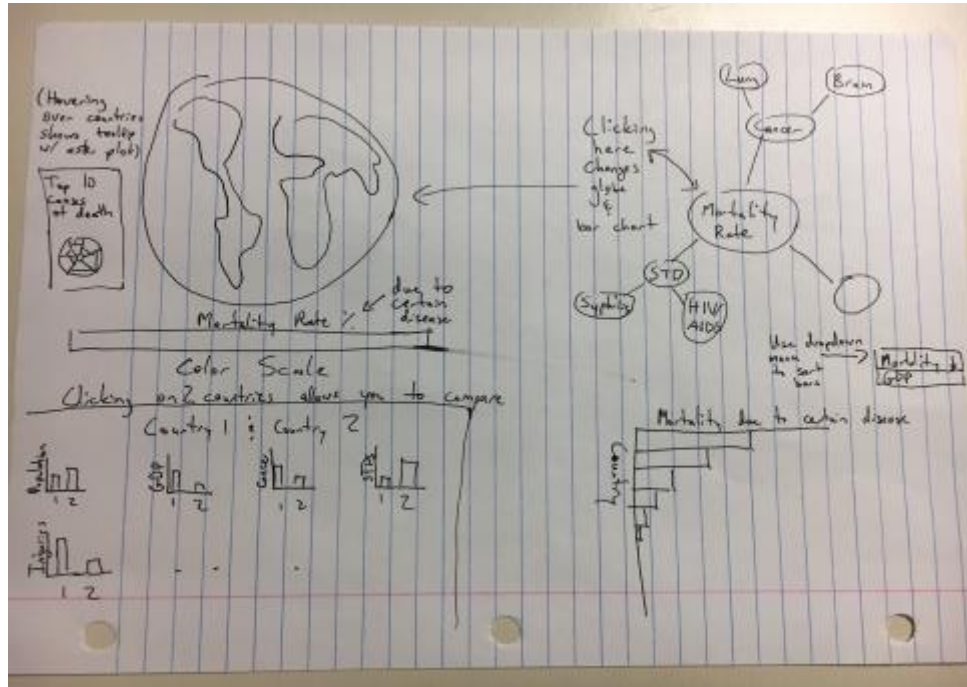 (Hovering
over countries
shows tooltip
w/ aster plot)
Top 10
causes
of death
Mortality Rate %
due to
certain
disease
Color Scale
Clicking on 2 countries allows you to compare
Country 1 & Country 2
Population
1 2
GDP
1 2
Cancer
1 2
STDs
1 2
Injuries
1 2
. . .
Clicking
here
changes
globe
&
bar chart
Lung
Brain
Cancer
Mortality
Rate
STD
Syphilis
HIV/
AIDS
Use dropdown
menu
to sort
bars
Mortality
GDP
Mortality due to certain disease
Country